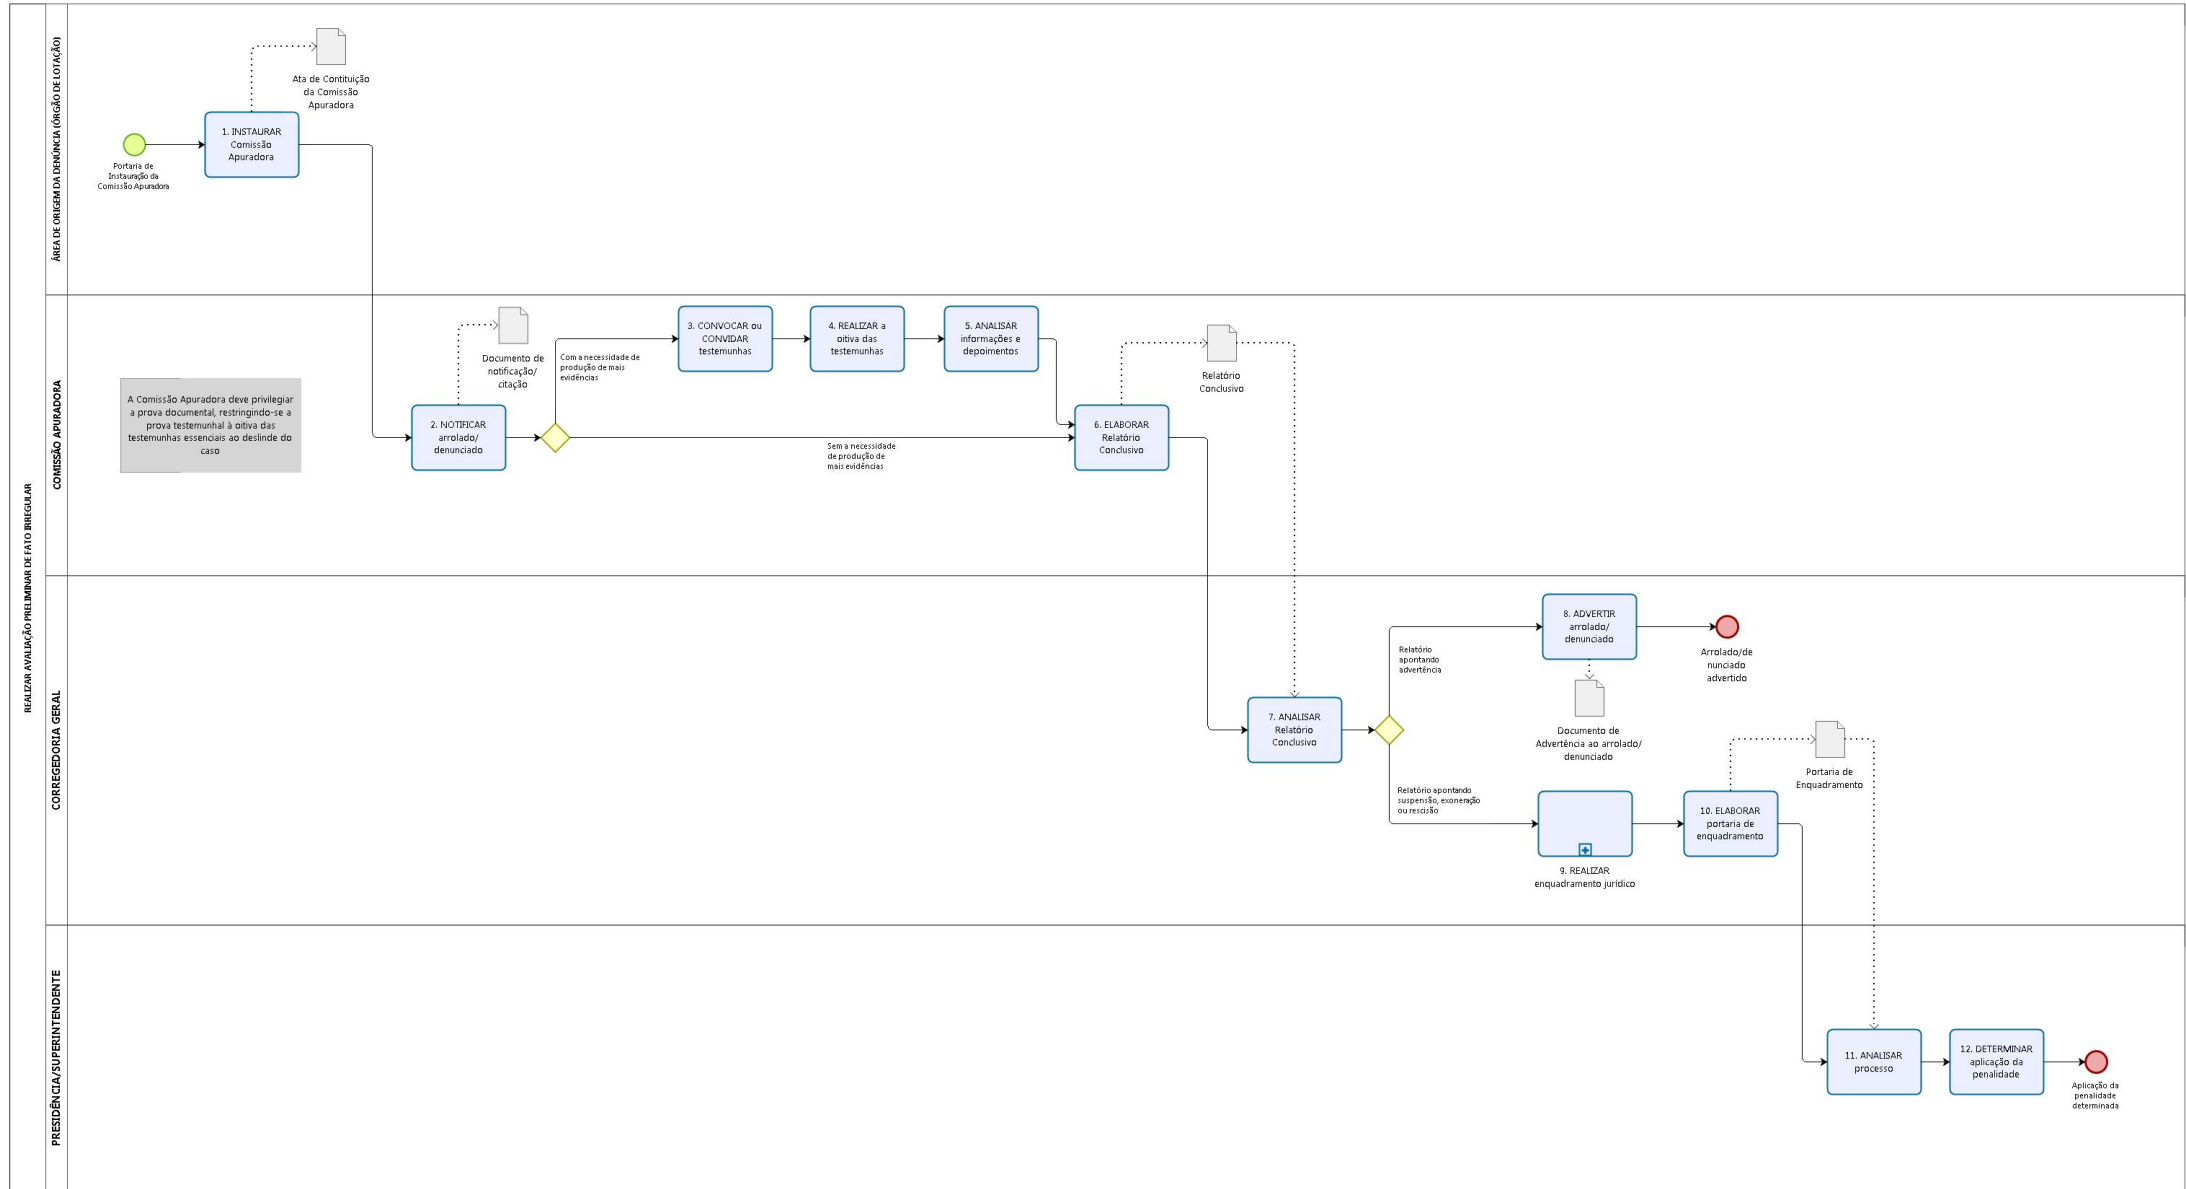 REALIZAR AVALIAÇÃO PRELIMINAR DE FATO IRREGULAR
ÁREA DE ORIGEM DA DENÚNCIA (ÓRGÃO DE LOTAÇÃO)
Ata de Contituição
da Comissão
Apuradora
Portaria de
Instauração da
Comissão Apuradora
1. INSTAURAR
Comissão
Apuradora
COMISSÃO APURADORA
A Comissão Apuradora deve privilegiar
a prova documental, restringindo-se a
prova testemunhal à oitiva das
testemunhas essenciais ao deslinde do
caso
Documento de
notificação/
citação
2. NOTIFICAR
arrolado/
denunciado
Com a necessidade de
produção de mais
evidências
Sem a necessidade
de produção de
mais evidências
3. CONVOCAR ou
CONVIDAR
testemunhas
4. REALIZAR a
oitiva das
testemunhas
5. ANALISAR
informações e
depoimentos
6. ELABORAR
Relatório
Conclusivo
Relatório
Conclusivo
CORREGEDORIA GERAL
7. ANALISAR
Relatório
Conclusivo
Relatório
apontando
advertência
8. ADVERTIR
arrolado/
denunciado
Arrolado/de
nunciado
advertido
Documento de
Advertência ao arrolado/
denunciado
Relatório apontando
suspensão, exoneração
ou rescisão
9. REALIZAR
enquadramento jurídico
10. ELABORAR
portaria de
enquadramento
Portaria de
Enquadramento
PRESIDÊNCIA/SUPERINTENDENTE
11. ANALISAR
processo
12. DETERMINAR
aplicação da
penalidade
Aplicação da
penalidade
determinada